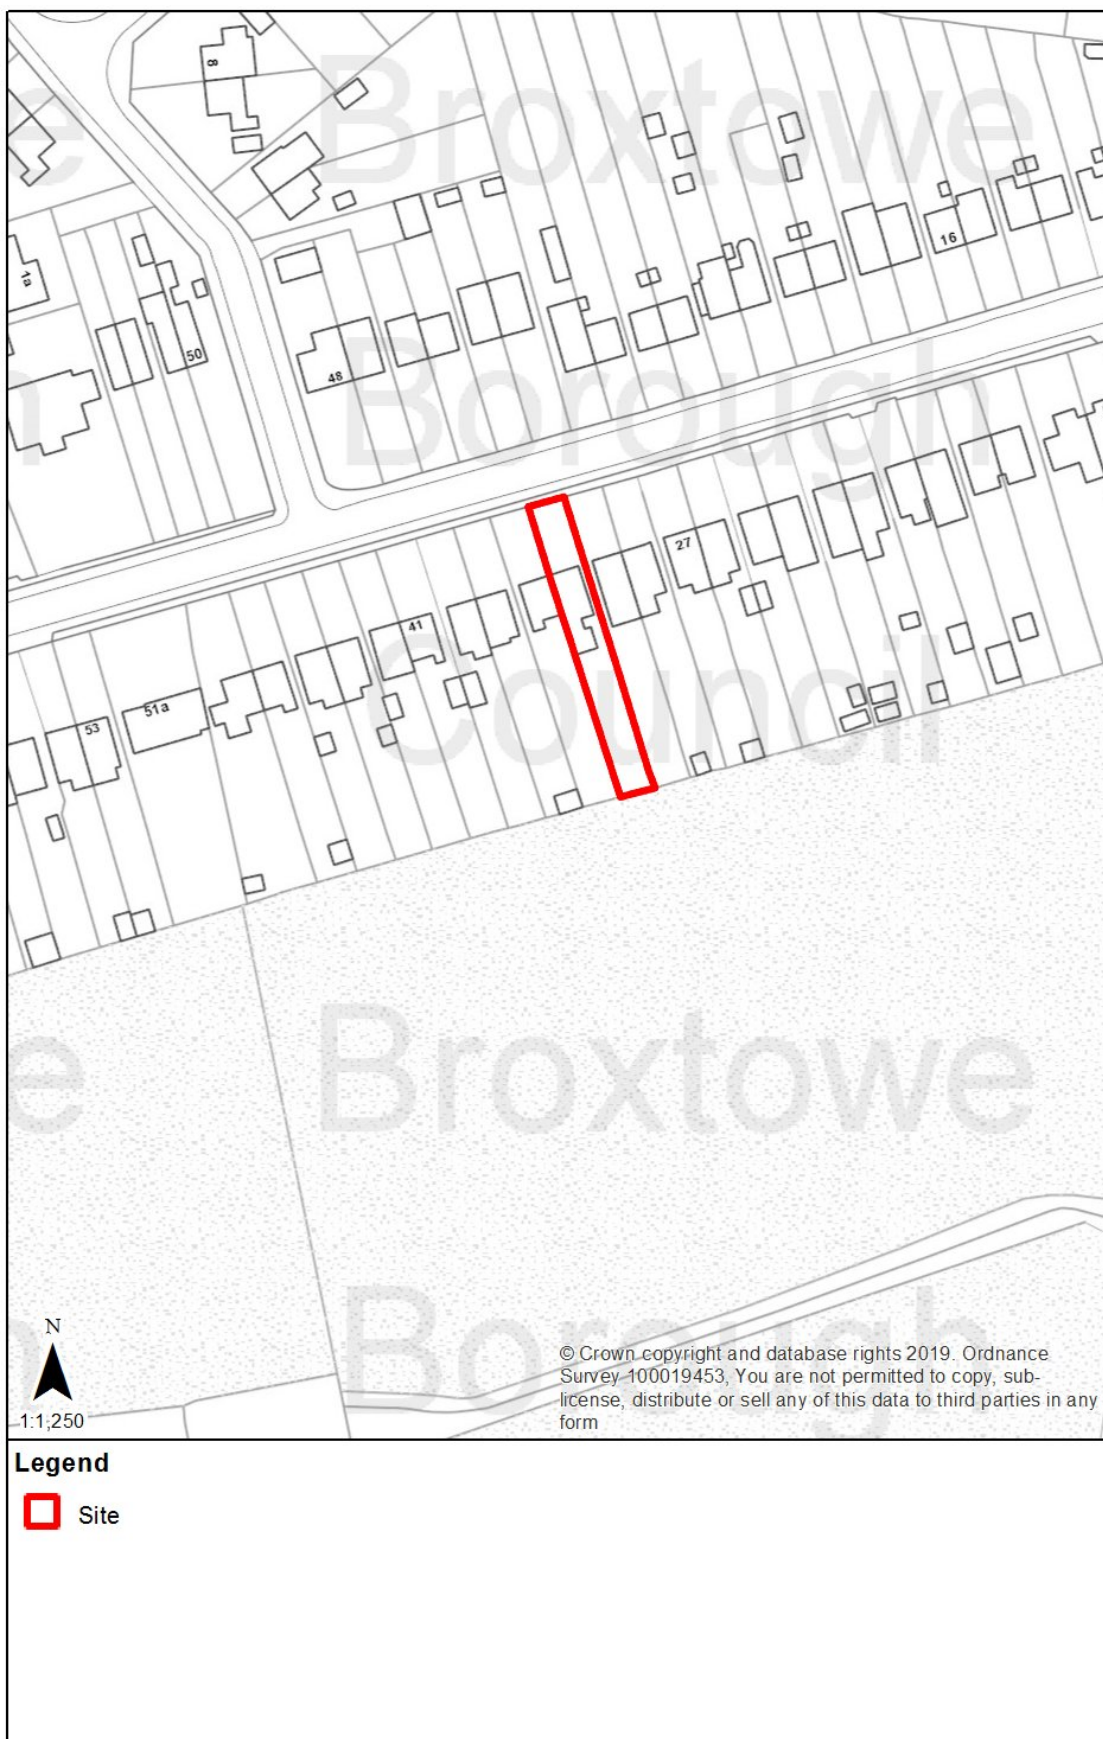 Broxtowe
e
8
1a
16
50
48
Borough
n
27
41
Council
51a
53
Broxtowe
e
Borough
n
N
1:1,250
© Crown copyright and database rights 2019. Ordnance
Survey 100019453, You are not permitted to copy, sub-
license, distribute or sell any of this data to third parties in any
form
Legend
Site